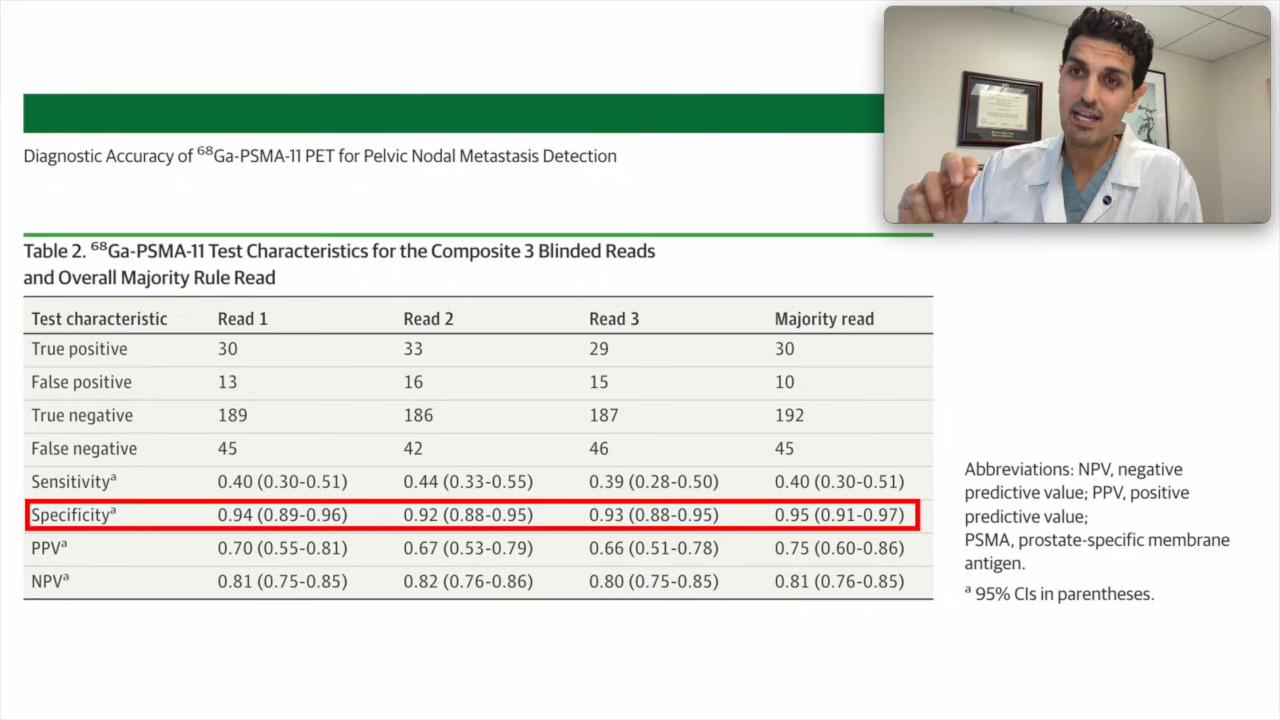 Diagnostic Accuracy of ⁶⁸Ga-PSMA-11 PET for Pelvic Nodal Metastasis Detection
Table 2. ⁶⁸Ga-PSMA-11 Test Characteristics for the Composite 3 Blinded Reads
and Overall Majority Rule Read
Test characteristic Read 1 Read 2 Read 3 Majority read
True positive 30 33 29 30
False positive 13 16 15 10
True negative 189 186 187 192
False negative 45 42 46 45
Sensitivityᵃ 0.40 (0.30-0.51) 0.44 (0.33-0.55) 0.39 (0.28-0.50) 0.40 (0.30-0.51)
Specificityᵃ 0.94 (0.89-0.96) 0.92 (0.88-0.95) 0.93 (0.88-0.95) 0.95 (0.91-0.97)
PPVᵃ 0.70 (0.55-0.81) 0.67 (0.53-0.79) 0.66 (0.51-0.78) 0.75 (0.60-0.86)
NPVᵃ 0.81 (0.75-0.85) 0.82 (0.76-0.86) 0.80 (0.75-0.85) 0.81 (0.76-0.85)
Abbreviations: NPV, negative
predictive value; PPV, positive
predictive value;
PSMA, prostate-specific membrane
antigen.
ᵃ 95% CIs in parentheses.